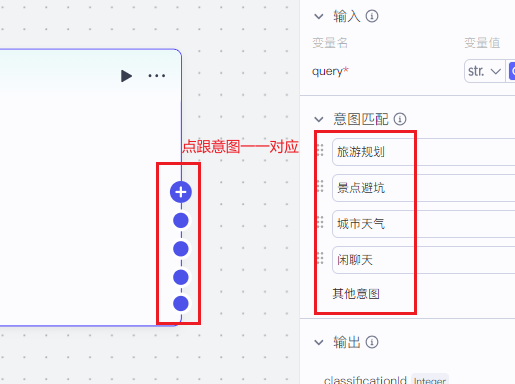 点跟意图一一对应
输入
变量名 变量值
query*
str.
意图匹配
旅游规划
景点避坑
城市天气
闲聊天
其他意图
输出
classificationId Integer